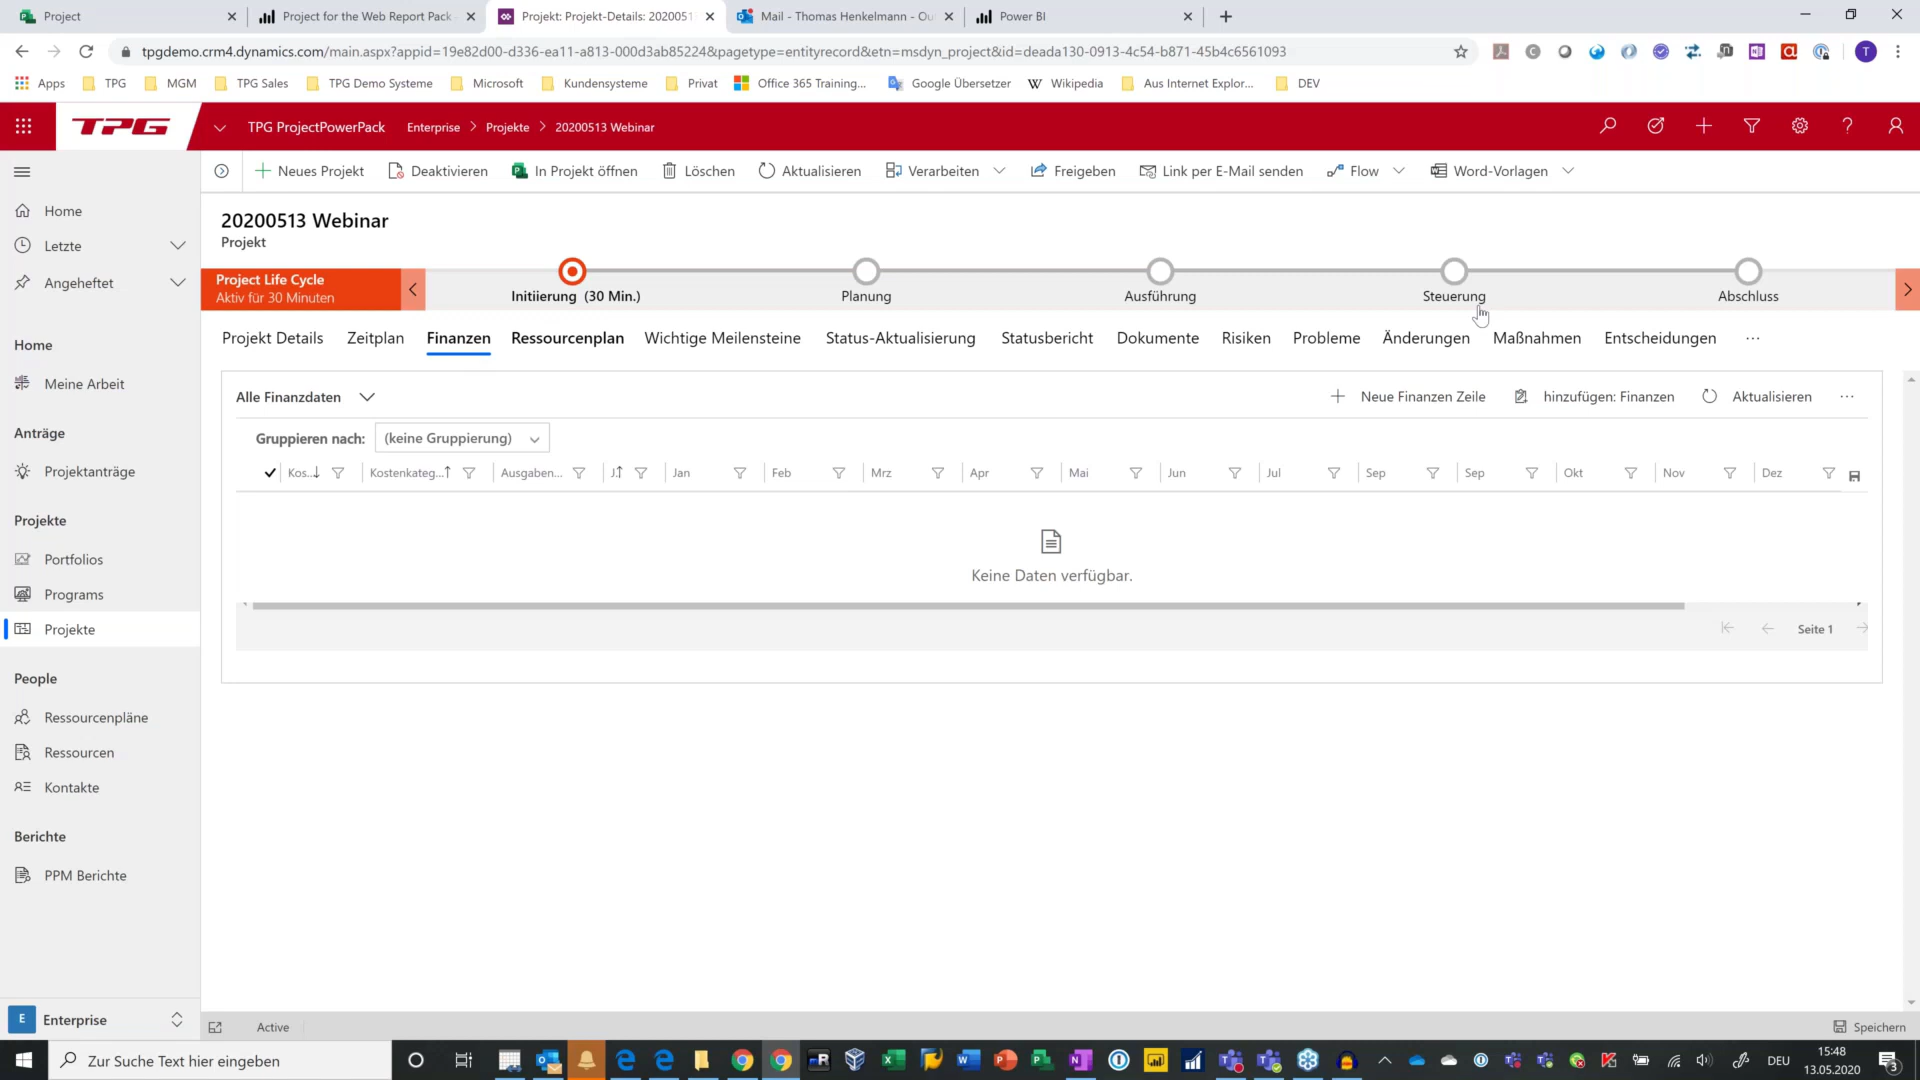 Project
Project for the Web Report Pack
Projekt: Projekt-Details: 2020051
Mail - Thomas Henkelmann - Ou
Power BI
tpgdemo.crm4.dynamics.com/main.aspx?appid=19e82d00-d336-ea11-a813-000d3ab85224&pagetype=entityrecord&etn=msdyn_project&id=deada130-0913-4c54-b871-45b4c6561093
T
Apps
TPG
MGM
TPG Sales
TPG Demo Systeme
Microsoft
Kundensysteme
Privat
Office 365 Training...
Google Übersetzer
W Wikipedia
Aus Internet Explor...
DEV
TPG
TPG ProjectPowerPack
Enterprise > Projekte > 20200513 Webinar
Neues Projekt
Deaktivieren
In Projekt öffnen
Löschen
Aktualisieren
Verarbeiten
Freigeben
Link per E-Mail senden
Flow
Word-Vorlagen
Home
Letzte
Angeheftet
Home
Meine Arbeit
Anträge
Projektanträge
Projekte
Portfolios
Programs
Projekte
People
Ressourcenpläne
Ressourcen
Kontakte
Berichte
PPM Berichte
E Enterprise
20200513 Webinar
Projekt
Project Life Cycle
Aktiv für 30 Minuten
Initiierung (30 Min.)
Planung
Ausführung
Steuerung
Abschluss
Projekt Details
Zeitplan
Finanzen
Ressourcenplan
Wichtige Meilensteine
Status-Aktualisierung
Statusbericht
Dokumente
Risiken
Probleme
Änderungen
Maßnahmen
Entscheidungen
...
Alle Finanzdaten
Neue Finanzen Zeile
hinzufügen: Finanzen
Aktualisieren
...
Gruppieren nach: (keine Gruppierung)
Kos...
Kostenkateg...
Ausgaben...
J...
Jan
Feb
Mrz
Apr
Mai
Jun
Jul
Sep
Sep
Okt
Nov
Dez
Keine Daten verfügbar.
Seite 1
Active
Speichern
Zur Suche Text hier eingeben
DEU
15:48
13.05.2020
3